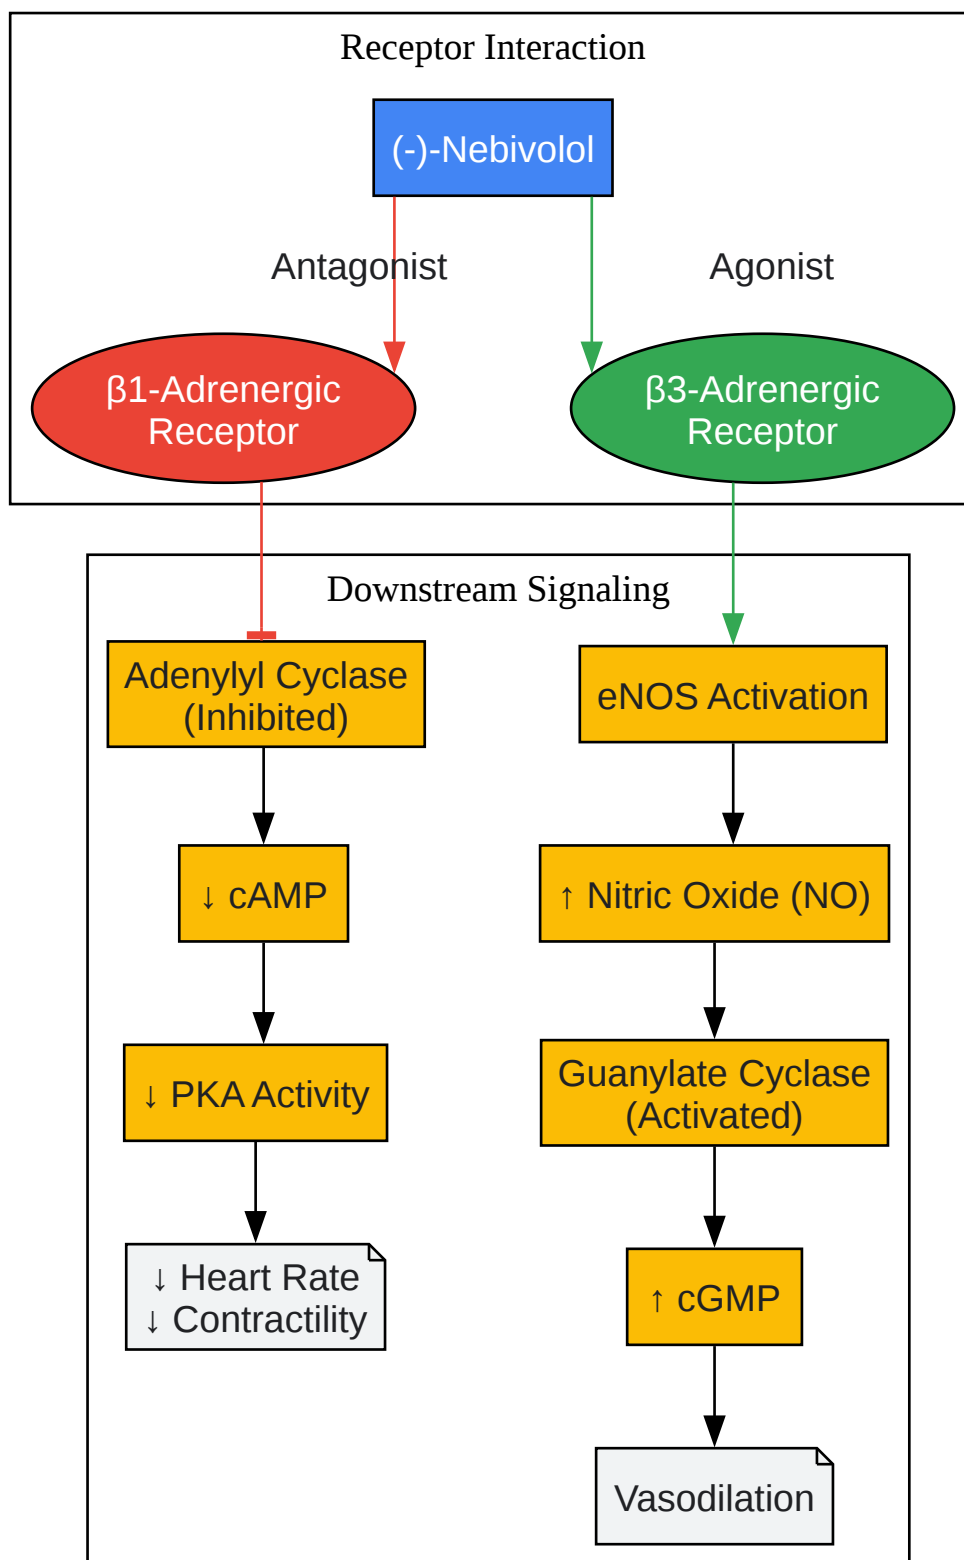 Receptor Interaction
(-)-Nebivolol
Antagonist
Agonist
β1-Adrenergic
Receptor
β3-Adrenergic
Receptor
Downstream Signaling
Adenylyl Cyclase
(Inhibited)
eNOS Activation
↓ cAMP
↑ Nitric Oxide (NO)
↓ PKA Activity
Guanylate Cyclase
(Activated)
↓ Heart Rate
↓ Contractility
↑ cGMP
Vasodilation